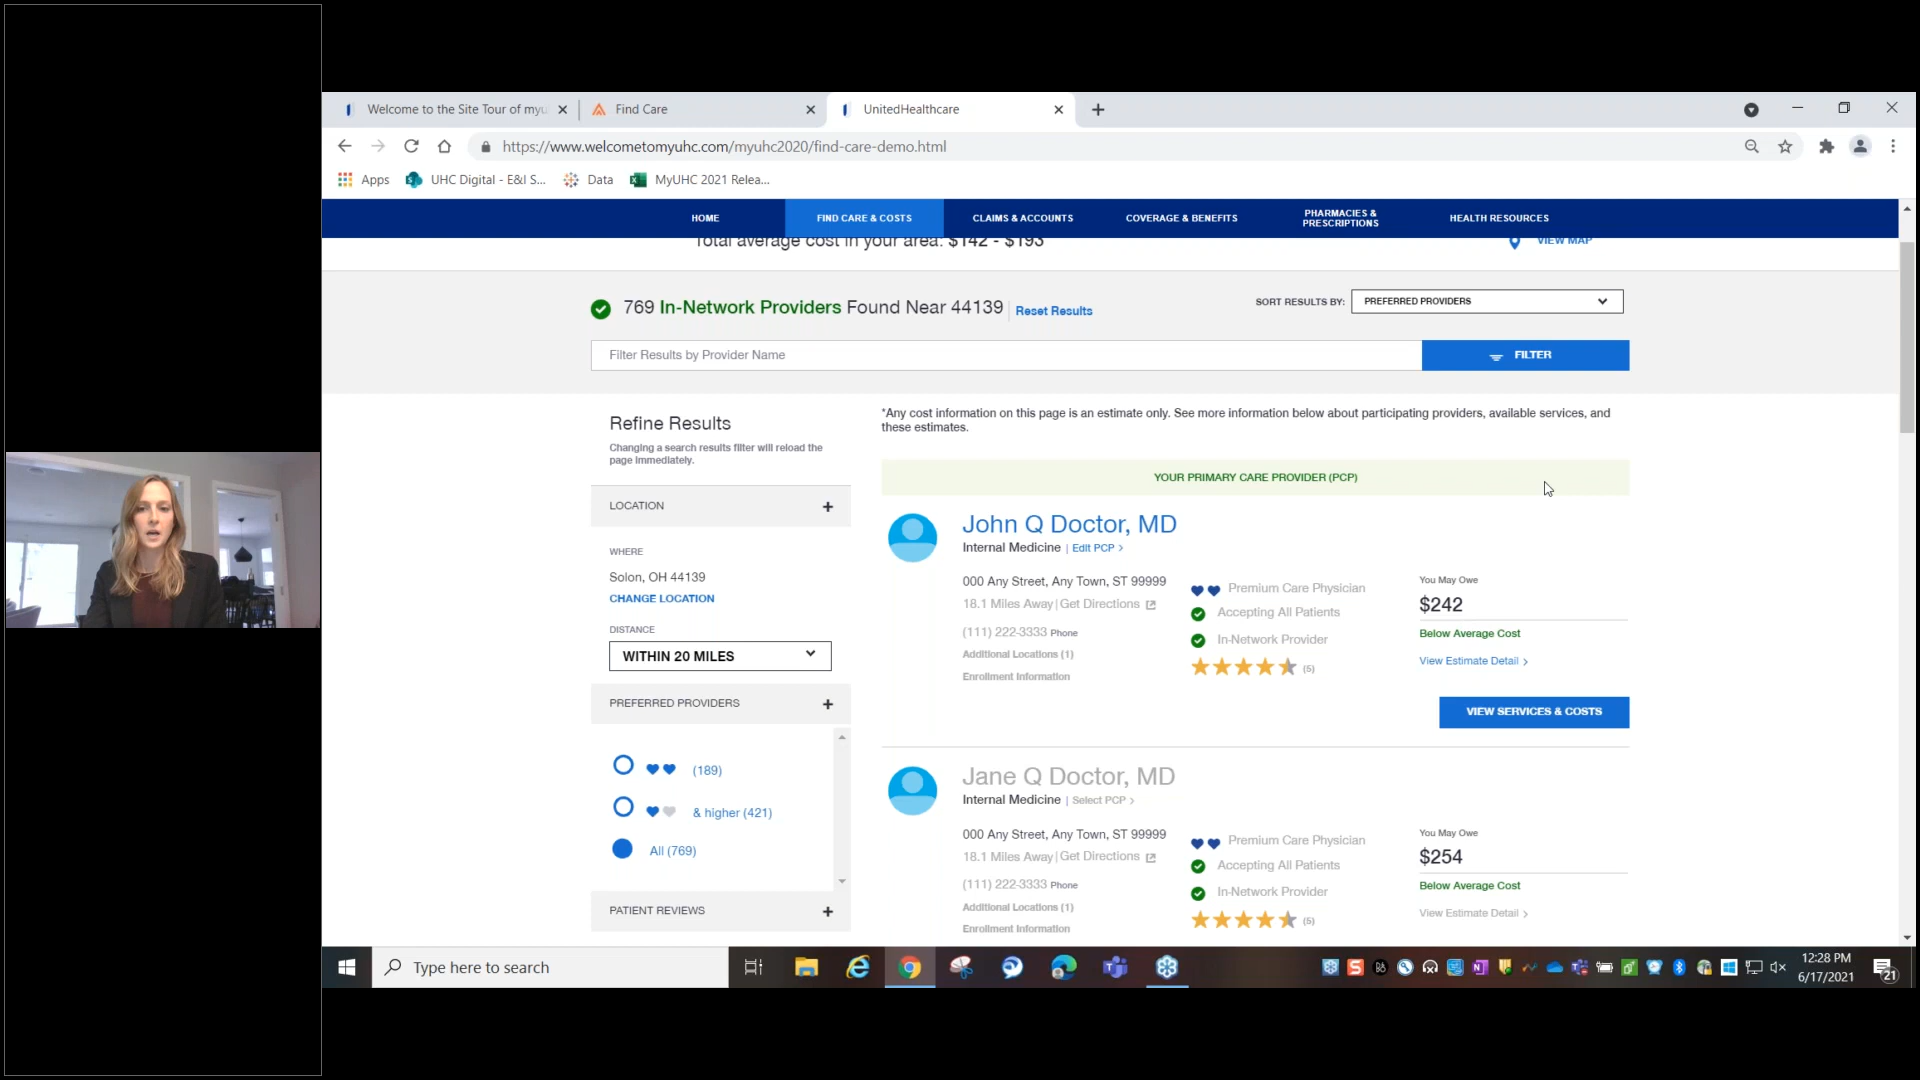 Welcome to the Site Tour of myu
Find Care
UnitedHealthcare
https://www.welcometomyuhc.com/myuhc2020/find-care-demo.html
Apps
UHC Digital - E&I S...
Data
MyUHC 2021 Relea...
HOME
FIND CARE & COSTS
CLAIMS & ACCOUNTS
COVERAGE & BENEFITS
PHARMACIES &
PRESCRIPTIONS
HEALTH RESOURCES
Total average cost in your area: $142 - $193
VIEW MAP
769 In-Network Providers Found Near 44139
Reset Results
SORT RESULTS BY:
PREFERRED PROVIDERS
Filter Results by Provider Name
FILTER
Refine Results
Changing a search results filter will reload the
page immediately.
LOCATION +
WHERE
Solon, OH 44139
CHANGE LOCATION
DISTANCE
WITHIN 20 MILES
PREFERRED PROVIDERS +
(189)
& higher (421)
All (769)
PATIENT REVIEWS +
*Any cost information on this page is an estimate only. See more information below about participating providers, available services, and
these estimates.
YOUR PRIMARY CARE PROVIDER (PCP)
John Q Doctor, MD
Internal Medicine | Edit PCP >
000 Any Street, Any Town, ST 99999
18.1 Miles Away | Get Directions
(111) 222-3333 Phone
Additional Locations (1)
Enrollment Information
Premium Care Physician
Accepting All Patients
In-Network Provider
(5)
You May Owe
$242
Below Average Cost
View Estimate Detail >
VIEW SERVICES & COSTS
Jane Q Doctor, MD
Internal Medicine | Select PCP >
000 Any Street, Any Town, ST 99999
18.1 Miles Away | Get Directions
(111) 222-3333 Phone
Additional Locations (1)
Enrollment Information
Premium Care Physician
Accepting All Patients
In-Network Provider
(5)
You May Owe
$254
Below Average Cost
View Estimate Detail >
Type here to search
12:28 PM
6/17/2021
21